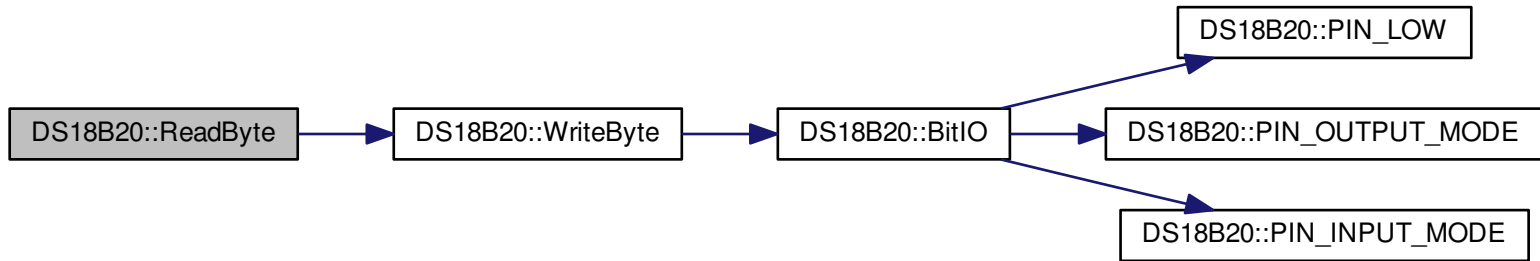 DS18B20::ReadByte
DS18B20::WriteByte
DS18B20::BitIO
DS18B20::PIN_LOW
DS18B20::PIN_OUTPUT_MODE
DS18B20::PIN_INPUT_MODE